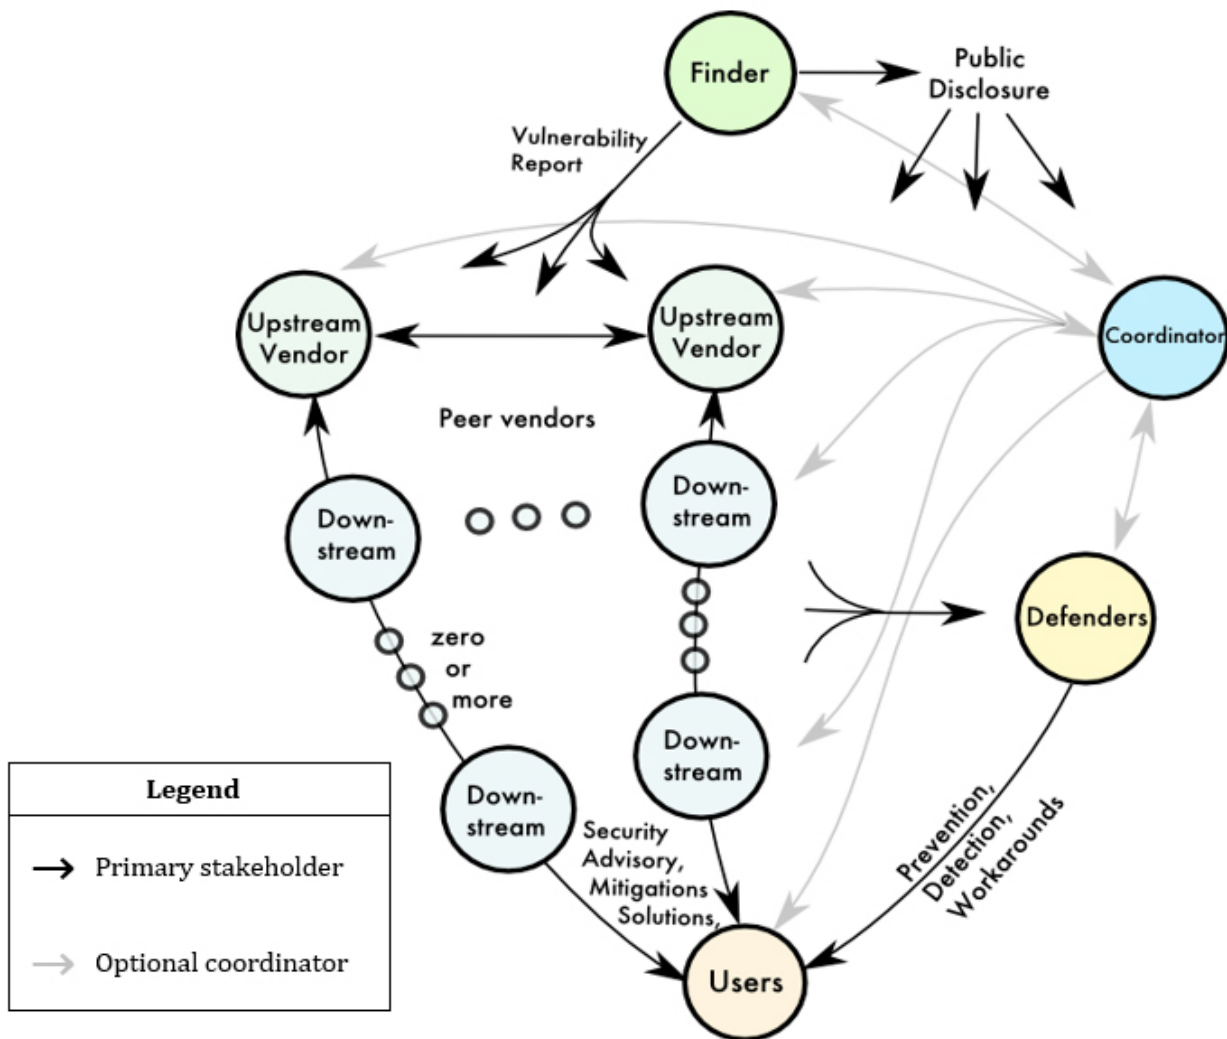 Finder
Public
Disclosure
Vulnerability
Report
Upstream
Vendor
Upstream
Vendor
Coordinator
Peer vendors
Down-
stream
Down-
stream
Defenders
zero
or
more
Down-
stream
Down-
stream
Security
Advisory,
Mitigations
Solutions,
Prevention,
Detection,
Workarounds
Users
Legend
Primary stakeholder
Optional coordinator